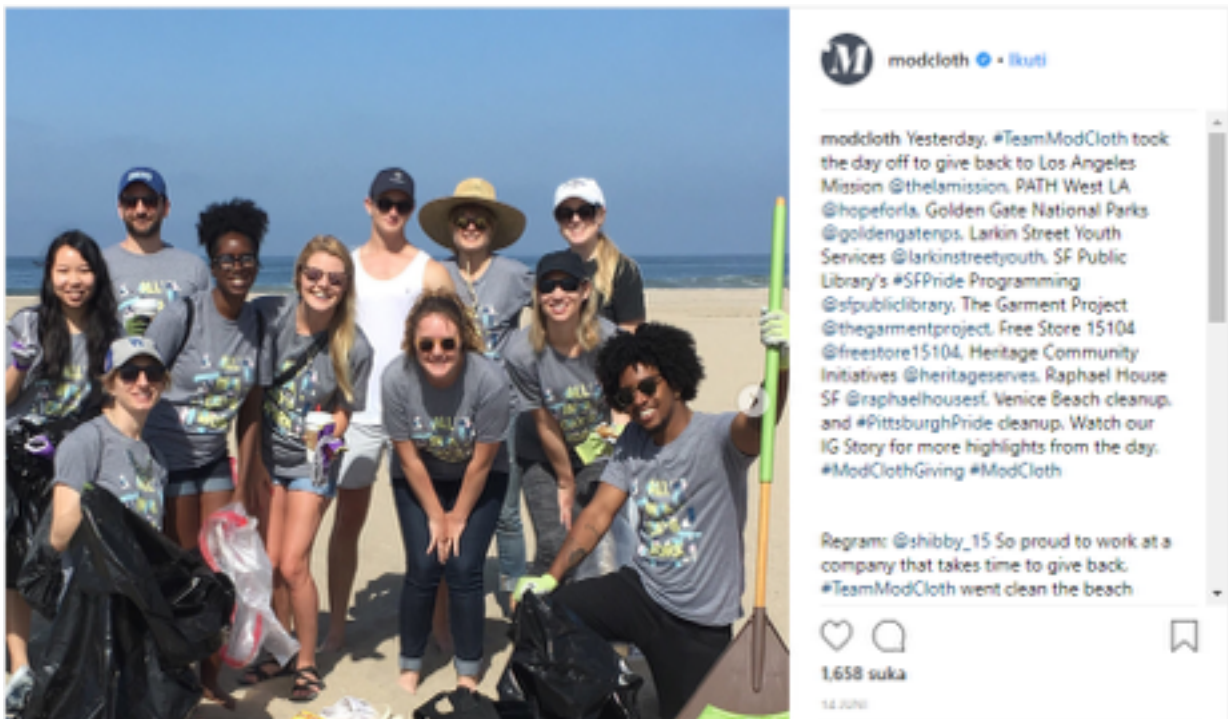 M
modcloth • Ikuti
modcloth Yesterday, #TeamModCloth took
the day off to give back to Los Angeles
Mission @thelamission, PATH West LA
@hopeforla, Golden Gate National Parks
@goldengatenps, Larkin Street Youth
Services @larkinstreetyouth, SF Public
Library's #SFPride Programming
@sfpubliclibrary, The Garment Project
@thegarmentproject, Free Store 15104
@freestore15104, Heritage Community
Initiatives @heritageserves, Raphael House
SF @raphaelhousesf, Venice Beach cleanup,
and #PittsburghPride cleanup. Watch our
IG Story for more highlights from the day.
#ModClothGiving #ModCloth
Regram: @shibby_15 So proud to work at a
company that takes time to give back.
#TeamModCloth went clean the beach
1,658 suka
14 JUNI